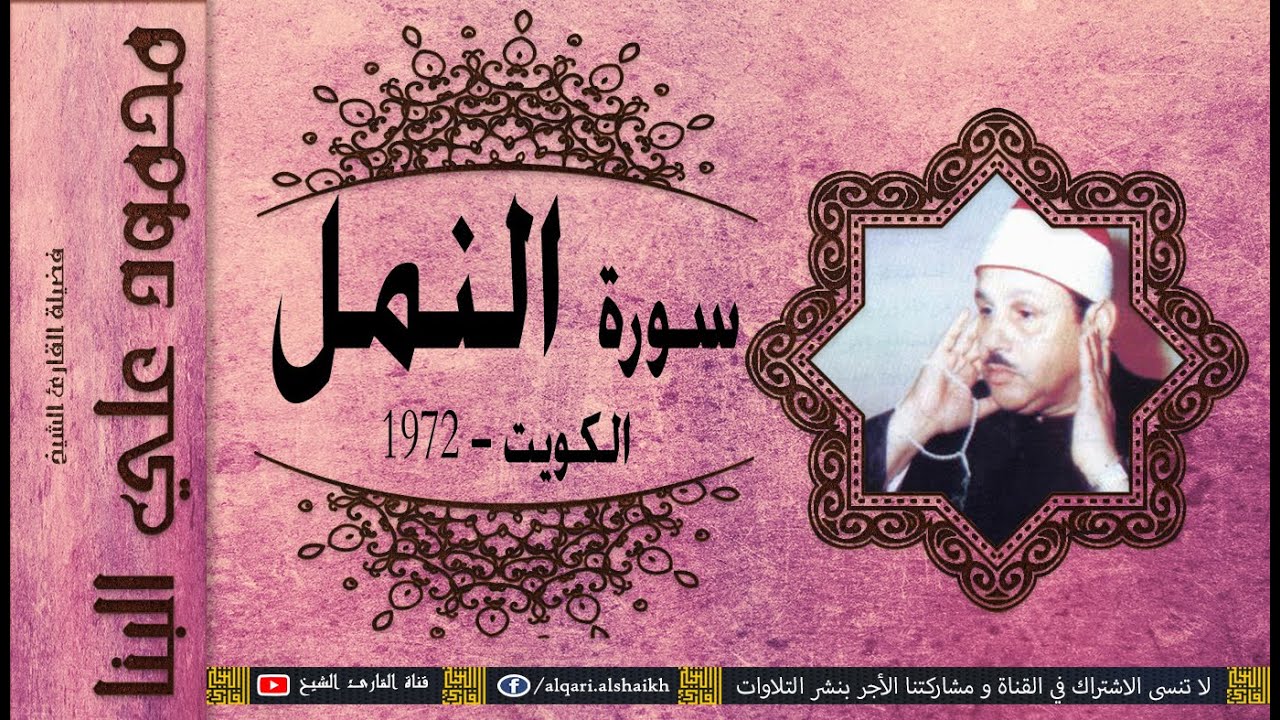 سورة النمل
الكويت - 1972
فضيلة القارئ الشيخ
محمود علي البنا
لا تنسى الاشتراك في القناة و مشاركتنا الأجر بنشر التلاوات
/alqari.alshaikh
قناة القارئ الشيخ